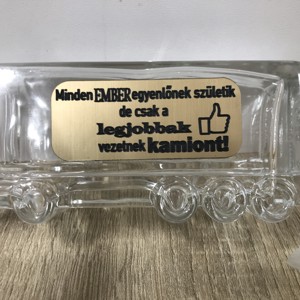 Minden EMBER egyenlőnek születik
de csak a
legjobbak
vezetnek kamiont!